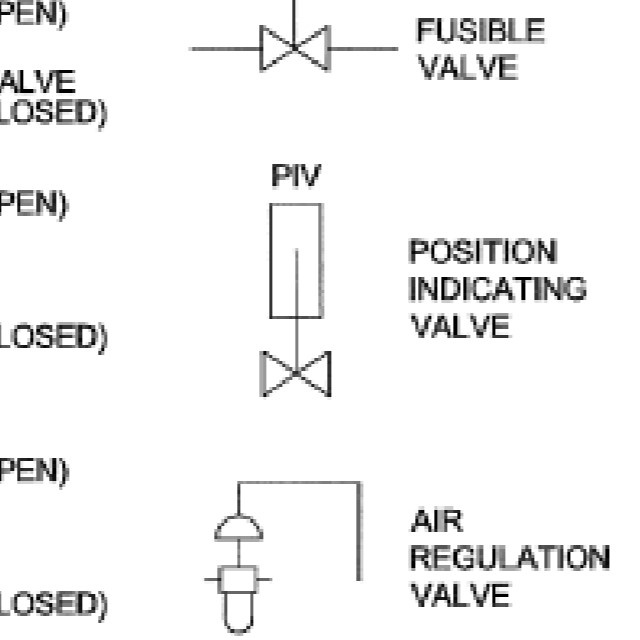 PEN)
FUSIBLE
VALVE
ALVE
LOSED)
PIV
PEN)
POSITION
INDICATING
VALVE
LOSED)
PEN)
AIR
REGULATION
VALVE
LOSED)